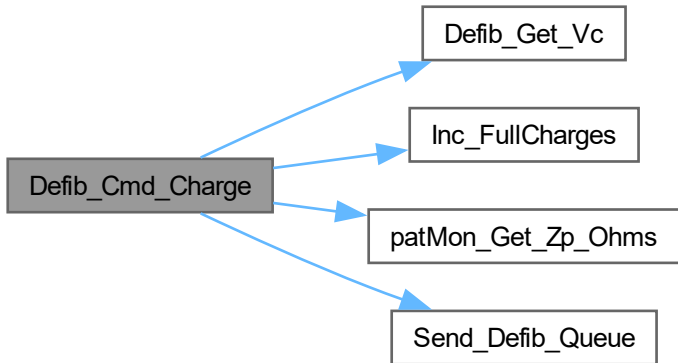 Defib_Get_Vc
Inc_FullCharges
Defib_Cmd_Charge
patMon_Get_Zp_Ohms
Send_Defib_Queue